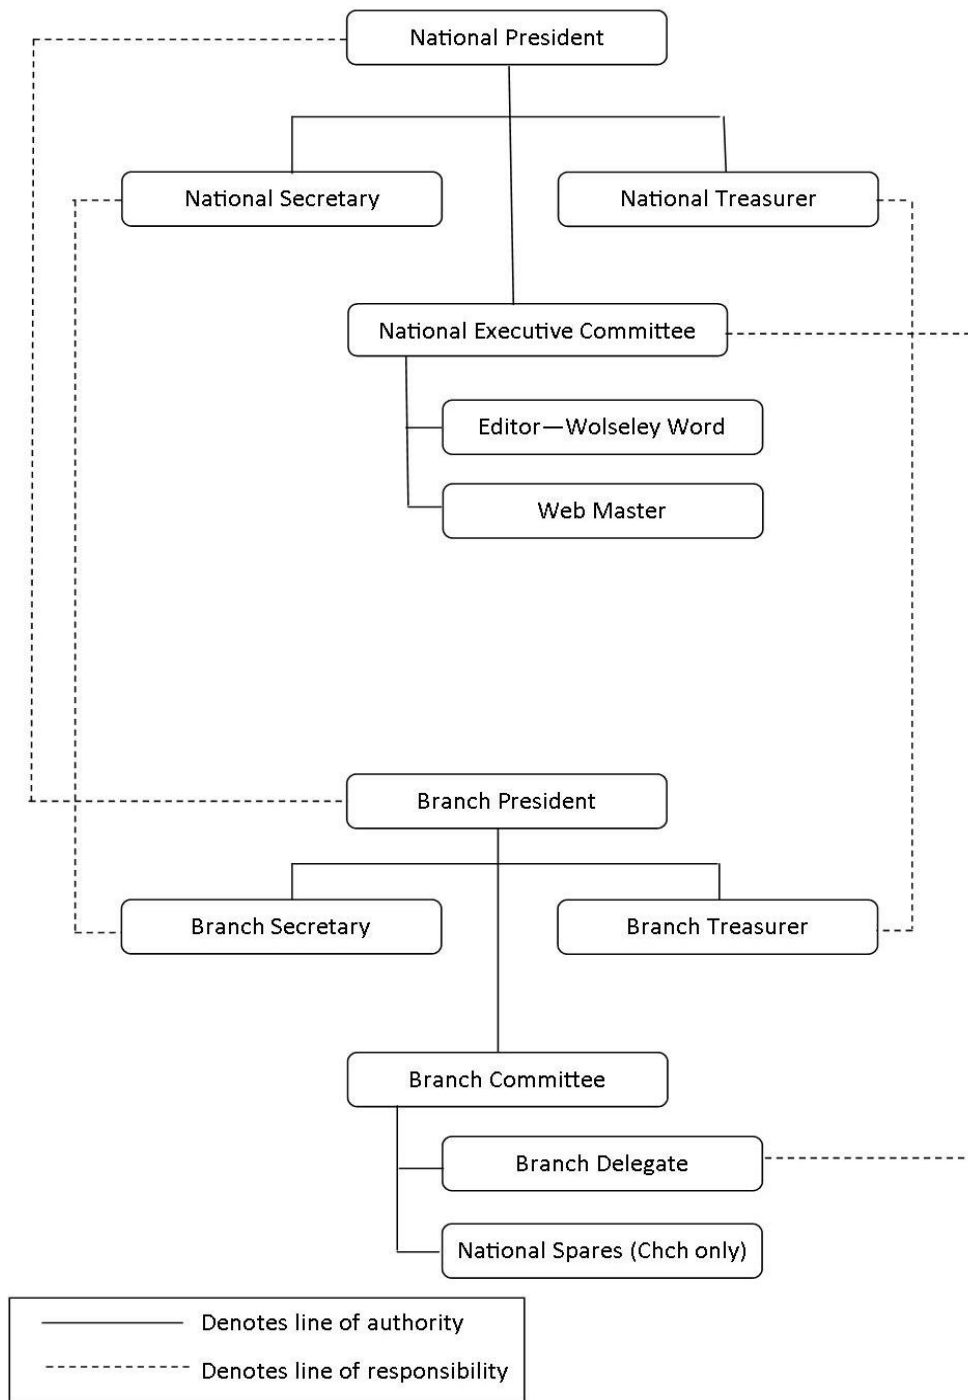 National President
National Secretary
National Treasurer
National Executive Committee
Editor—Wolseley Word
Web Master
Branch President
Branch Secretary
Branch Treasurer
Branch Committee
Branch Delegate
National Spares (Chch only)
Denotes line of authority
Denotes line of responsibility